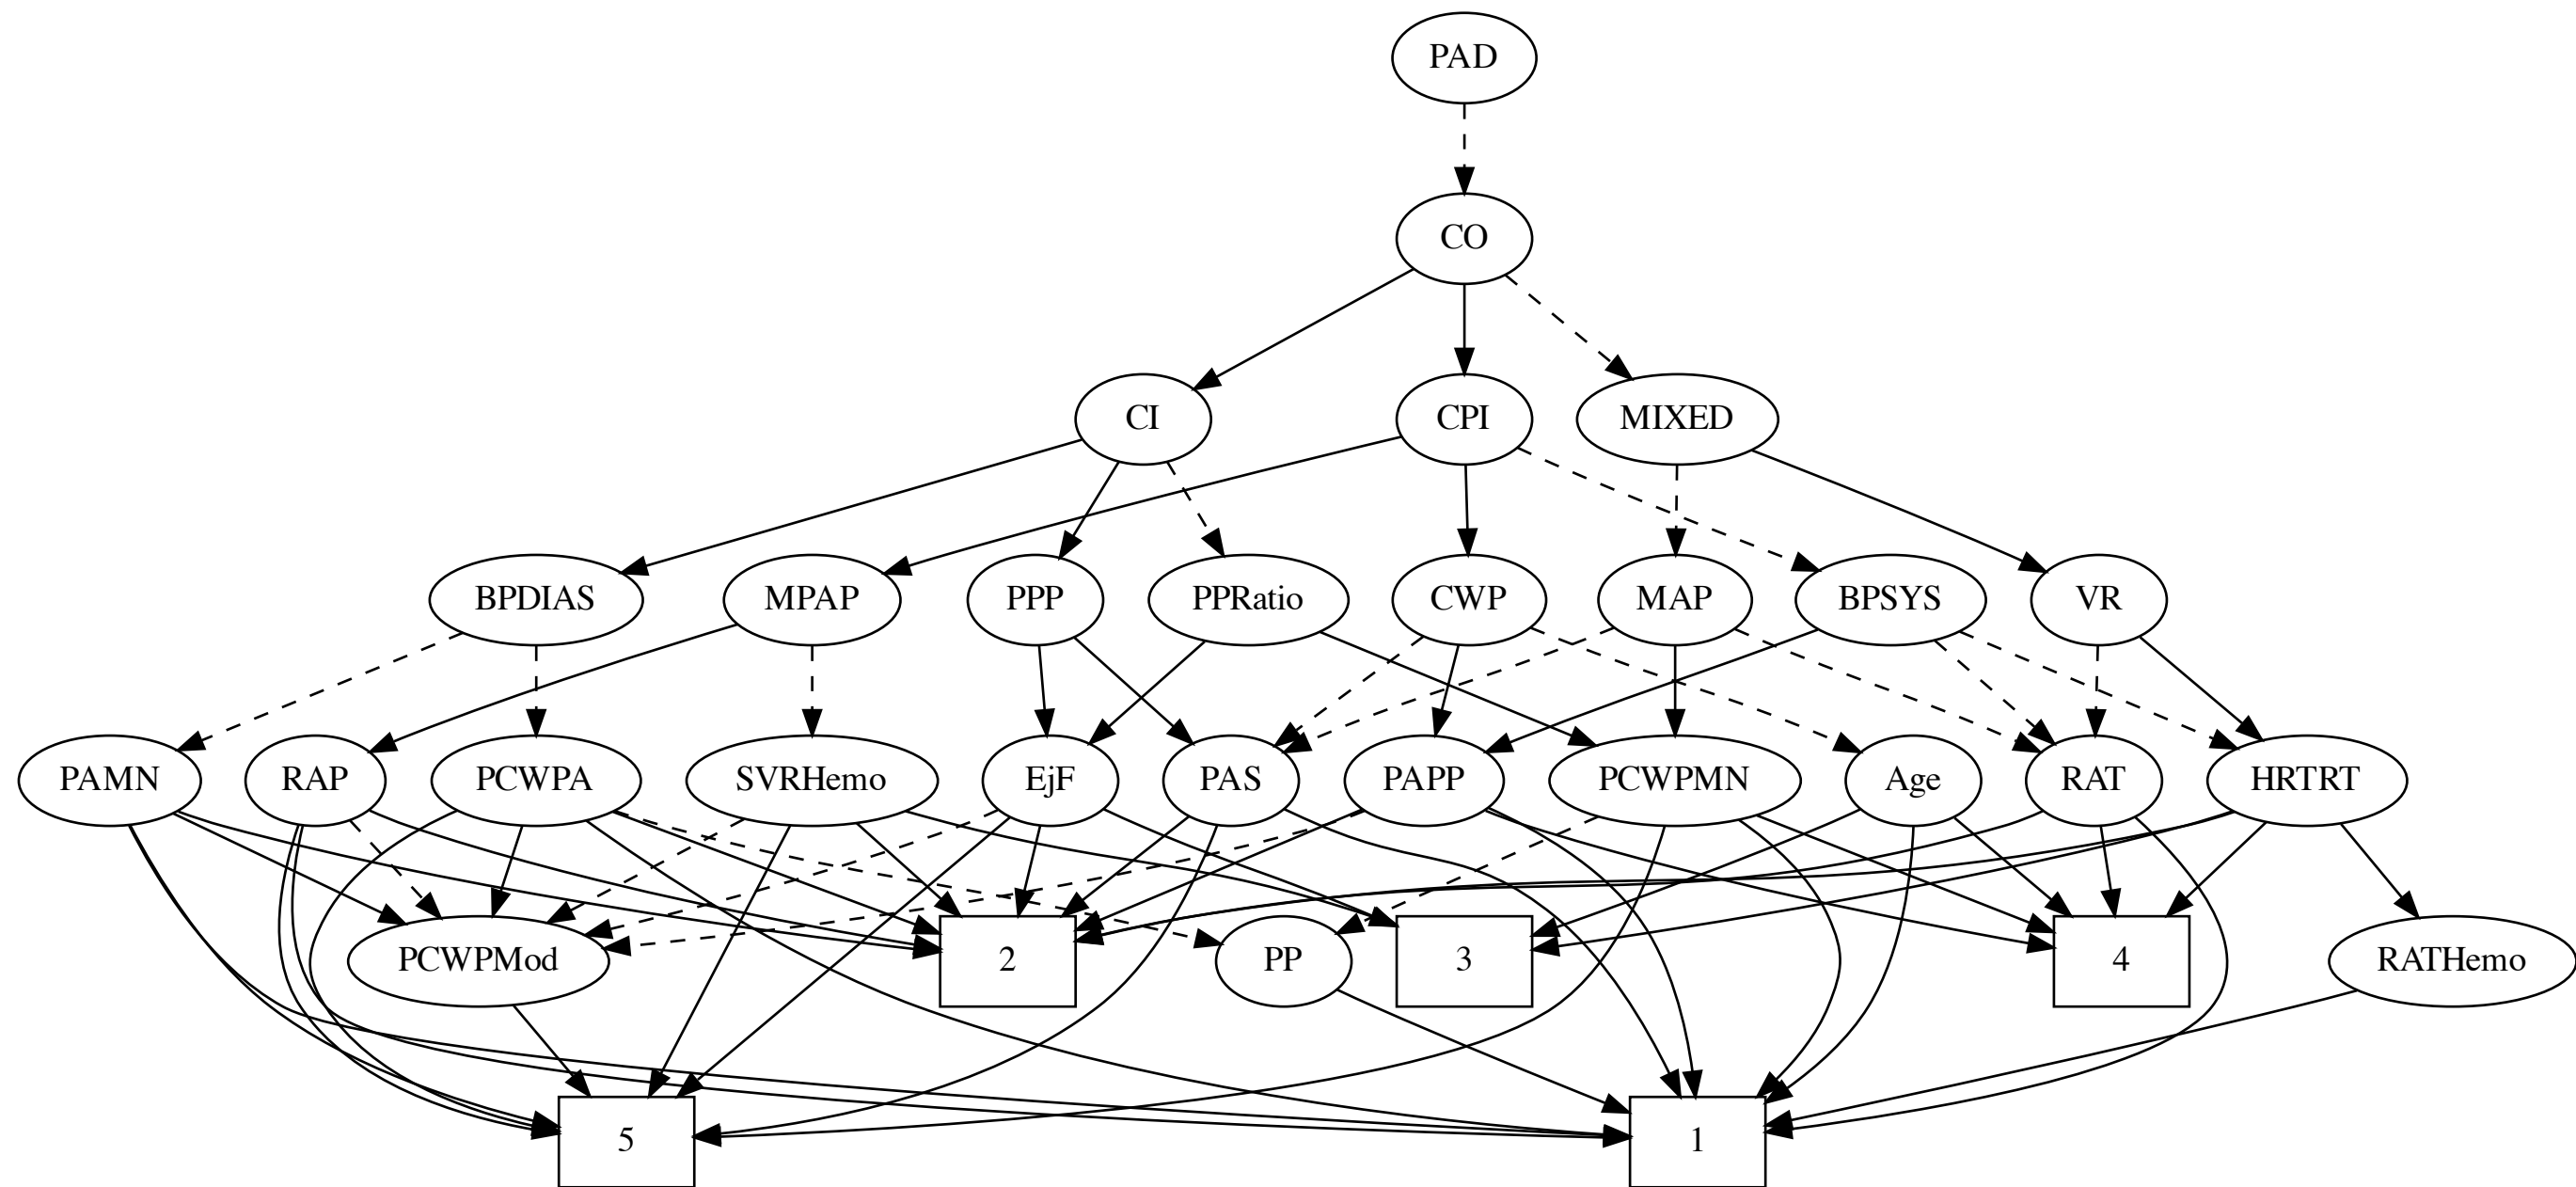 PAD
CO
CI CPI MIXED
BPDIAS MPAP PPP PPRatio CWP MAP BPSYS VR
PAMN RAP PCWPA SVRHemo EjF PAS PAPP PCWPMN Age RAT HRTRT
PCWPMod 2 PP 3 4 RATHemo
5 1